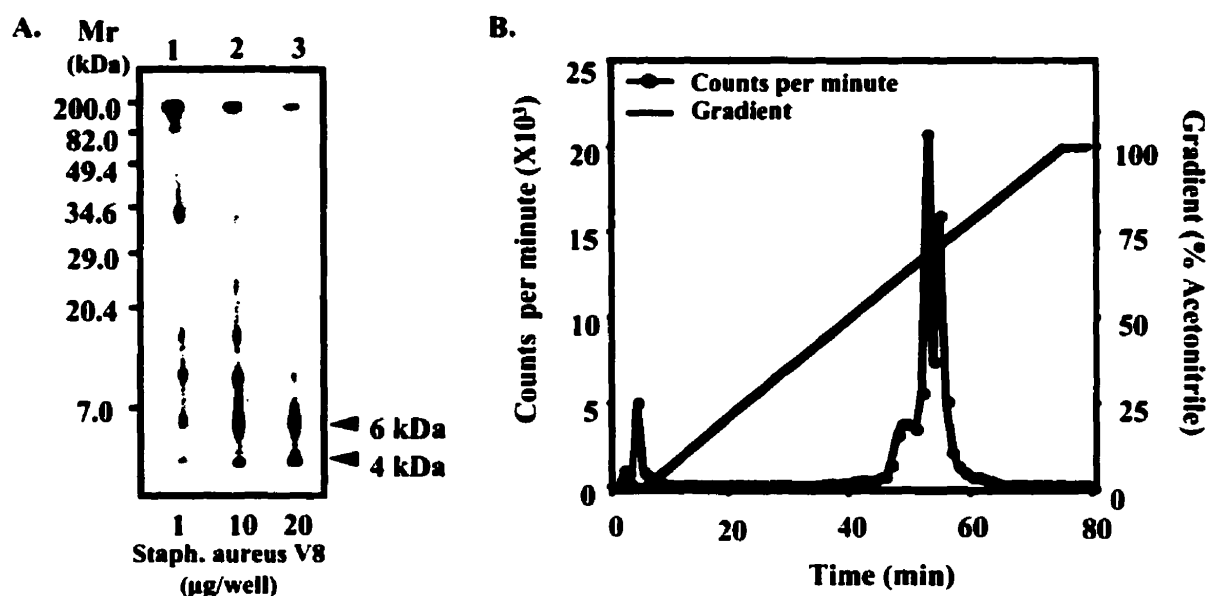 A.
Mr
(kDa)
1 2 3
200.0
82.0
49.4
34.6
29.0
20.4
7.0
6 kDa
4 kDa
1 10 20
Staph. aureus V8
(µg/well)
B.
Counts per minute
Gradient
Counts per minute (X10³)
25
20
15
10
5
0
100
75
50
25
0
Gradient (% Acetonitrile)
0 20 40 60 80
Time (min)